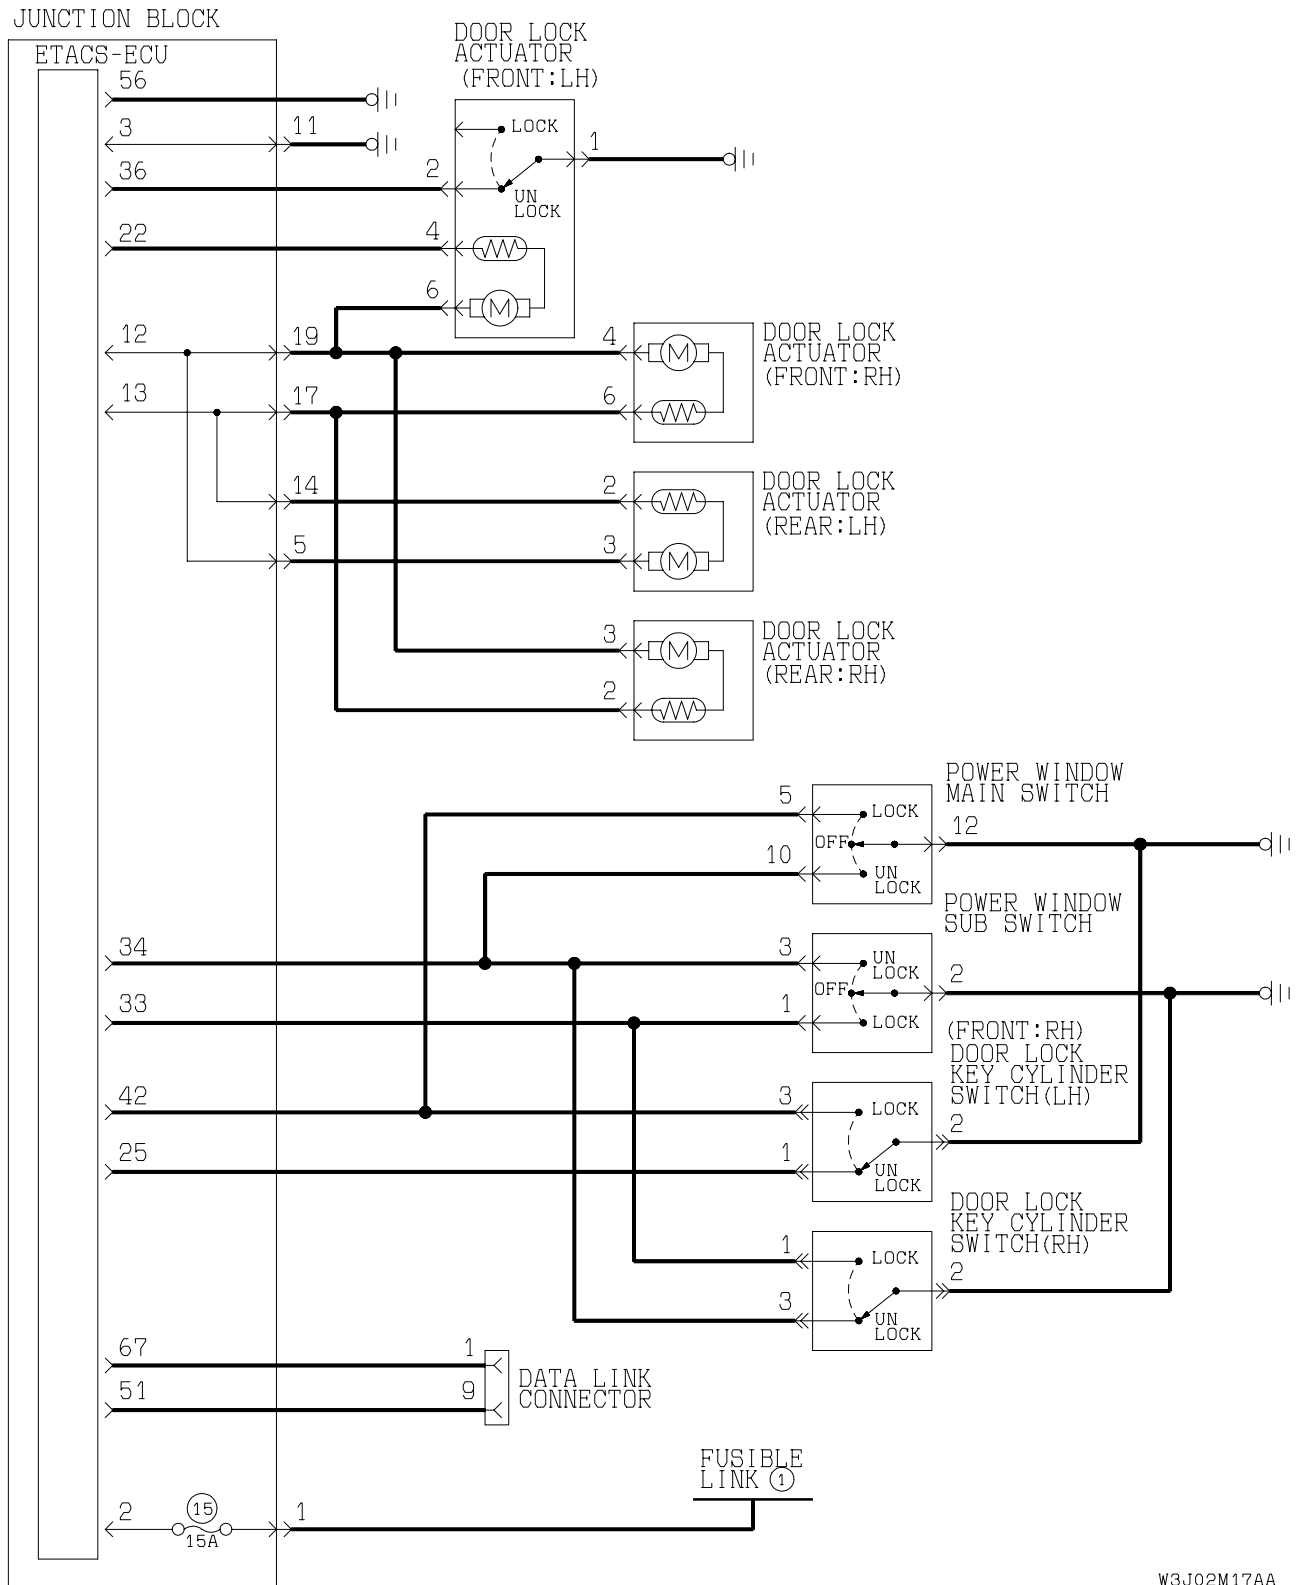 JUNCTION BLOCK
ETACS-ECU
DOOR LOCK
ACTUATOR
(FRONT:LH)
56
3
11
LOCK
1
36
2
UN
LOCK
22
4
6
M
12
19
4
M
DOOR LOCK
ACTUATOR
(FRONT:RH)
13
17
6
14
2
DOOR LOCK
ACTUATOR
(REAR:LH)
5
3
M
3
M
DOOR LOCK
ACTUATOR
(REAR:RH)
2
POWER WINDOW
MAIN SWITCH
5
LOCK
OFF
12
10
UN
LOCK
POWER WINDOW
SUB SWITCH
34
3
UN
LOCK
OFF
2
33
1
LOCK
(FRONT:RH)
DOOR LOCK
KEY CYLINDER
SWITCH(LH)
42
3
LOCK
2
25
1
UN
LOCK
DOOR LOCK
KEY CYLINDER
SWITCH(RH)
1
LOCK
2
3
UN
LOCK
67
1
DATA LINK
CONNECTOR
51
9
FUSIBLE
LINK 1
2
15
15A
1
W3J02M17AA